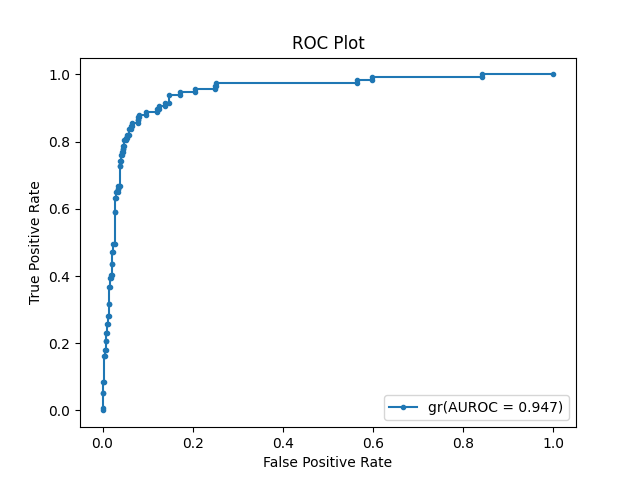 ROC Plot
True Positive Rate
1.0
0.8
0.6
0.4
0.2
0.0
0.0 0.2 0.4 0.6 0.8 1.0
False Positive Rate
gr(AUROC = 0.947)